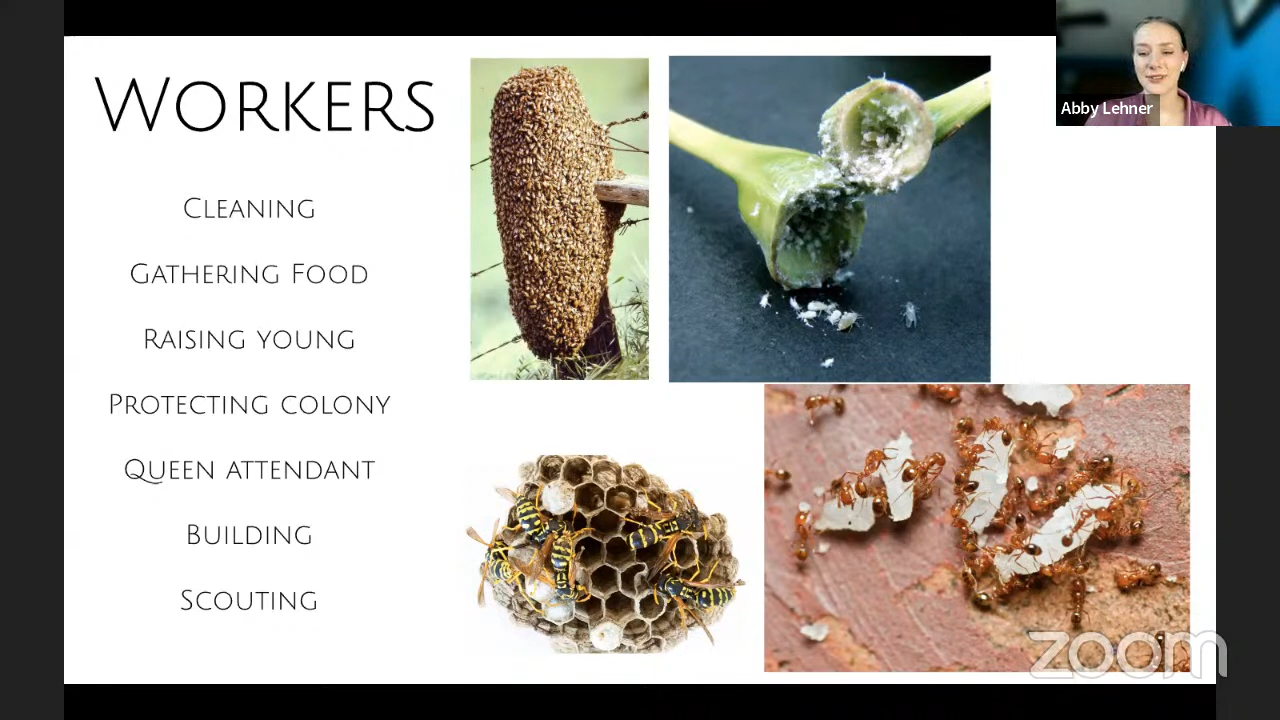 Workers
Cleaning
Gathering Food
Raising young
Protecting colony
Queen attendant
Building
Scouting
Abby Lehner
zoom